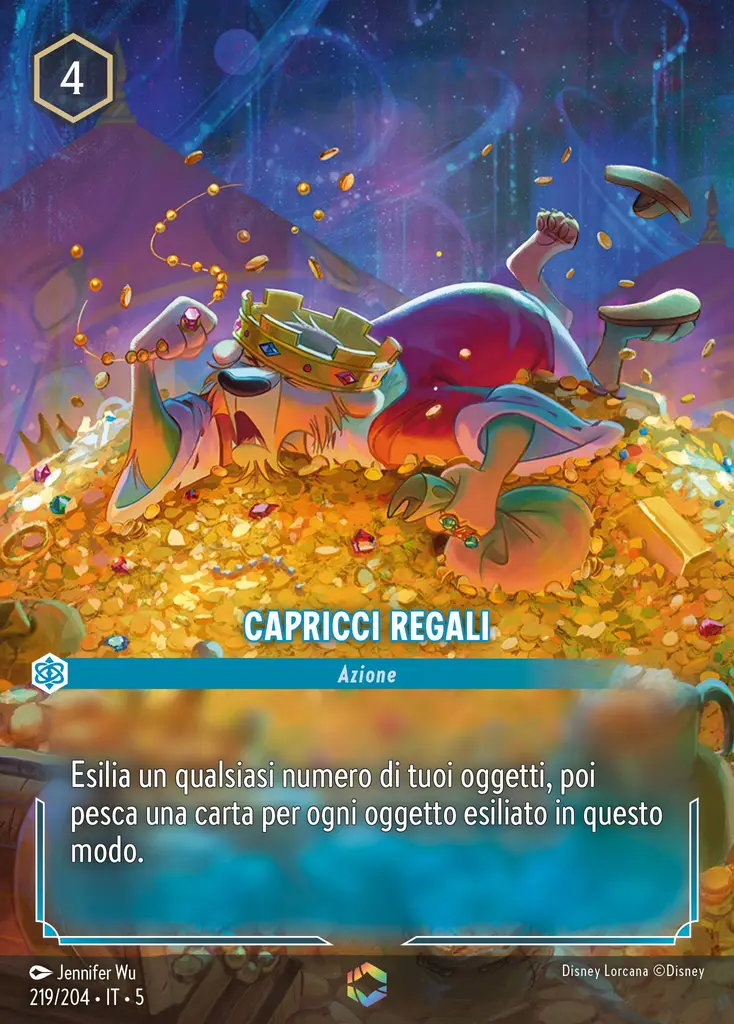 4
CAPRICCI REGALI
Azione
Esilia un qualsiasi numero di tuoi oggetti, poi
pesca una carta per ogni oggetto esiliato in questo
modo.
Jennifer Wu
Disney Lorcana ©Disney
219/204 • IT • 5